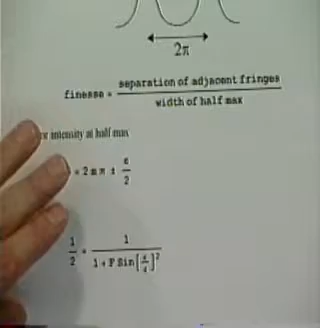 2π
finesse = separation of adjacent fringes / width of half max
intensity at half max
= 2 m π ± ε / 2
1 / 2 = 1 / 1 + F Sin[ε / 4]²